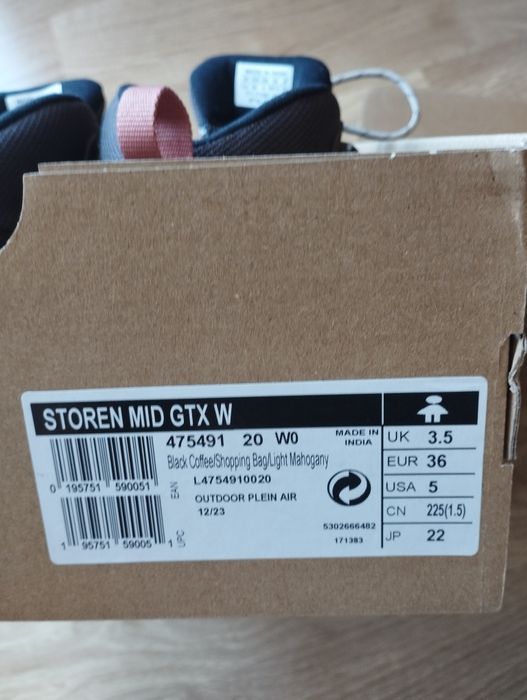 STOREN MID GTX W
475491 20 W0
MADE IN
INDIA
Black Coffee/Shopping Bag/Light Mahogany
L4754910020
OUTDOOR PLEIN AIR
12/23
0 195751 590051
EAN
1 95751 59005 1
UPC
5302666482
171383
UK 3.5
EUR 36
USA 5
CN 225(1.5)
JP 22